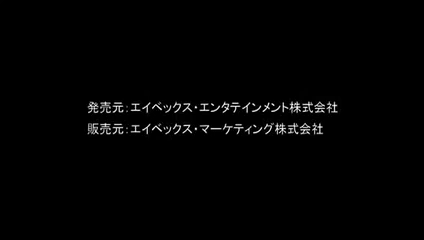 発売元：エイベックス・エンタテインメント株式会社
販売元：エイベックス・マーケティング株式会社